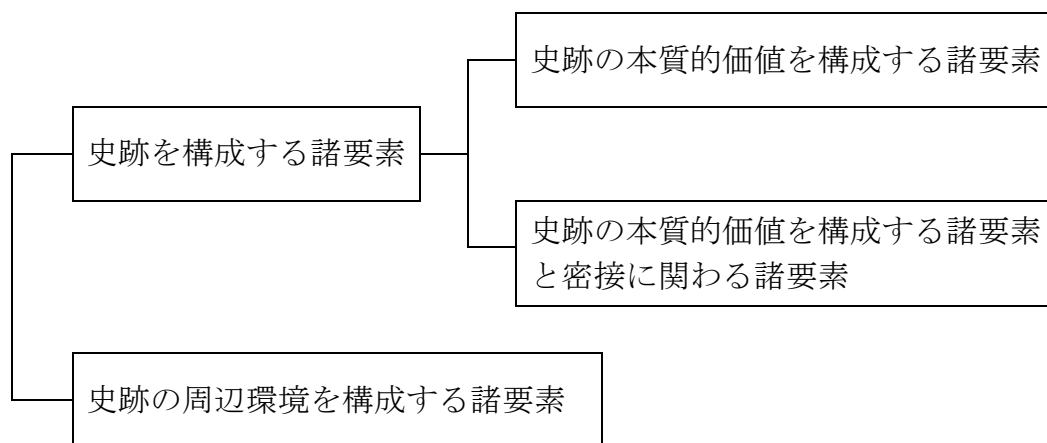 史跡の本質的価値を構成する諸要素
史跡を構成する諸要素
史跡の本質的価値を構成する諸要素
と密接に関わる諸要素
史跡の周辺環境を構成する諸要素